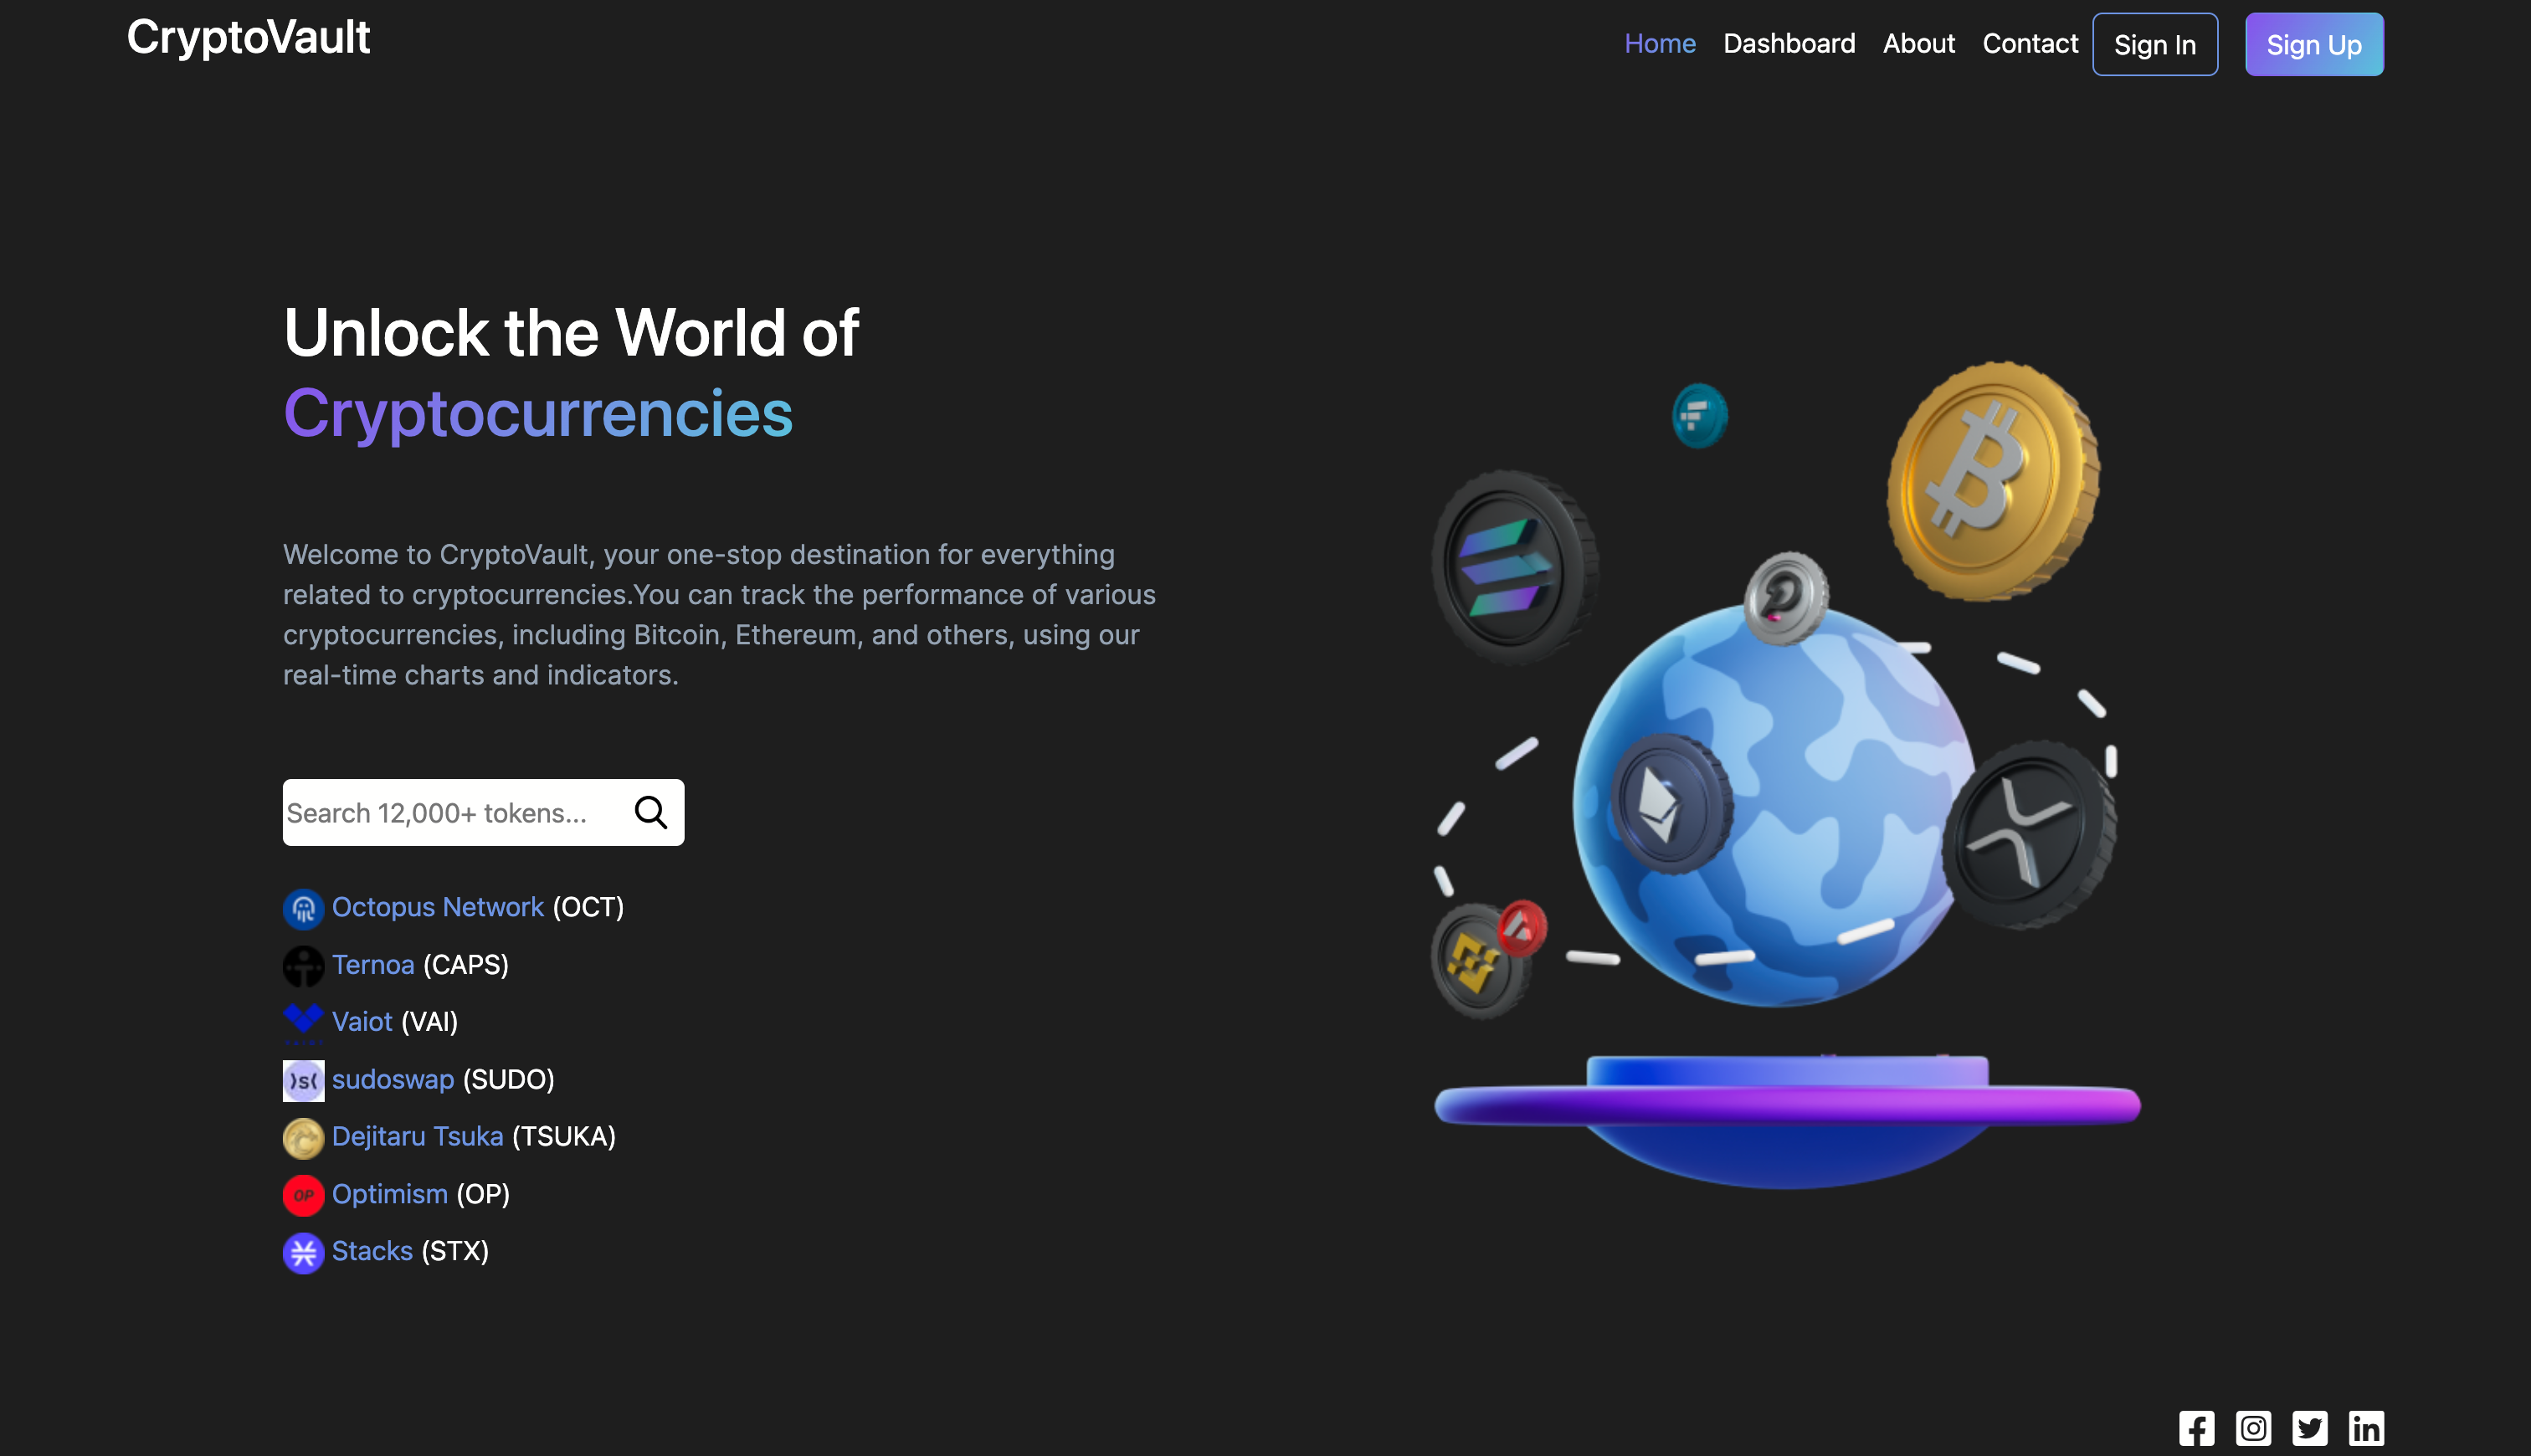 CryptoVault
Home Dashboard About Contact Sign In Sign Up
Unlock the World of
Cryptocurrencies
Welcome to CryptoVault, your one-stop destination for everything
related to cryptocurrencies.You can track the performance of various
cryptocurrencies, including Bitcoin, Ethereum, and others, using our
real-time charts and indicators.
Search 12,000+ tokens...
Octopus Network (OCT)
Ternoa (CAPS)
Vaiot (VAI)
)s( sudoswap (SUDO)
Dejitaru Tsuka (TSUKA)
OP Optimism (OP)
Stacks (STX)